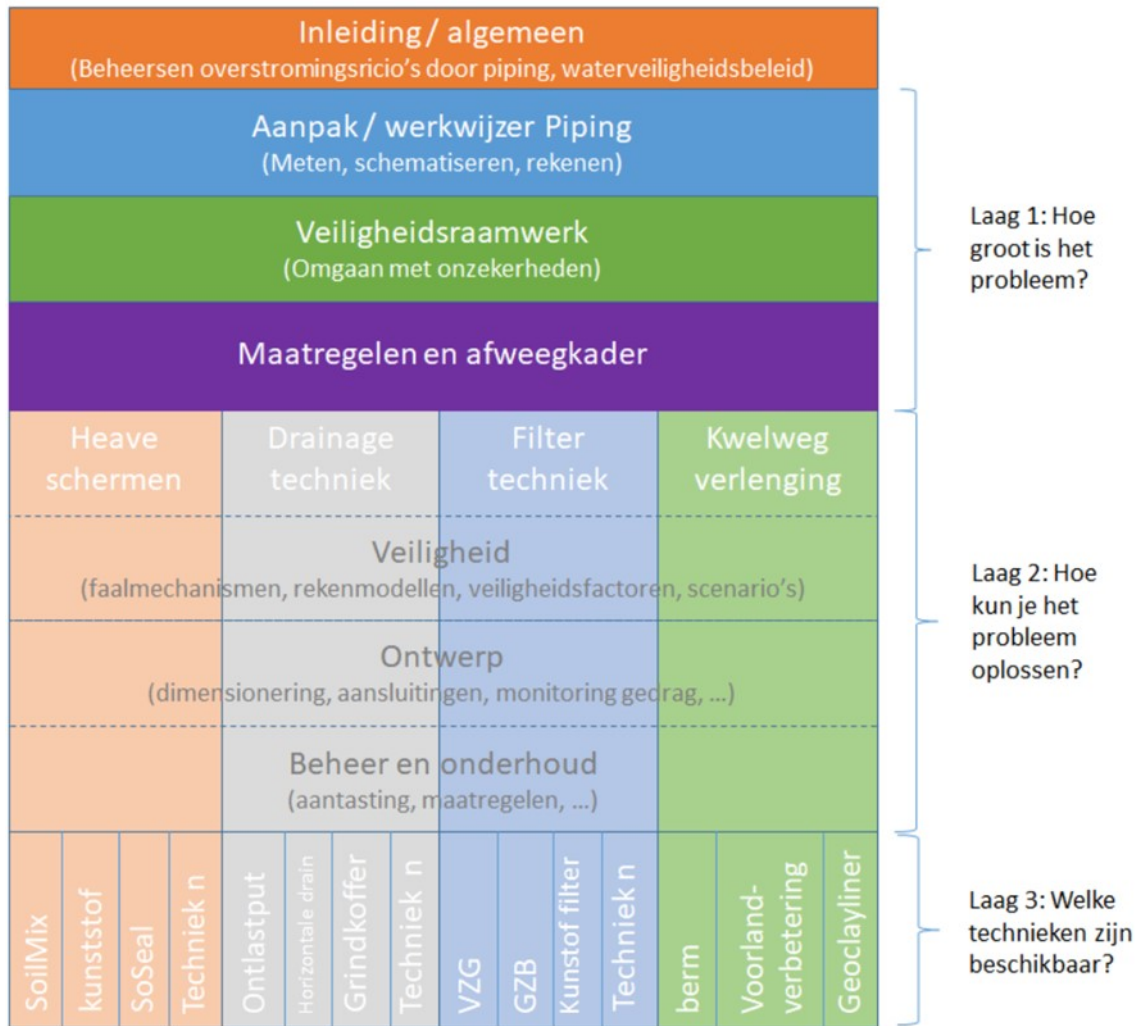 Inleiding / algemeen
(Beheersen overstromingsricio's door piping, waterveiligheidsbeleid)
Aanpak / werkwijzer Piping
(Meten, schematiseren, rekenen)
Veiligheidsraamwerk
(Omgaan met onzekerheden)
Maatregelen en afweegkader
Laag 1: Hoe
groot is het
probleem?
Heave
schermen
Drainage
techniek
Filter
techniek
Kwelweg
verlenging
Veiligheid
(faalmechanismen, rekenmodellen, veiligheidsfactoren, scenario's)
Ontwerp
(dimensionering, aansluitingen, monitoring gedrag, ...)
Beheer en onderhoud
(aantasting, maatregelen, ...)
Laag 2: Hoe
kun je het
probleem
oplossen?
SoilMix
kunststof
SoSeal
Techniek n
Ontlastput
Horizontale drain
Grindkoffer
Techniek n
VZG
GZB
Kunstof filter
Techniek n
berm
Voorland-
verbetering
Geoclayliner
Laag 3: Welke
technieken zijn
beschikbaar?